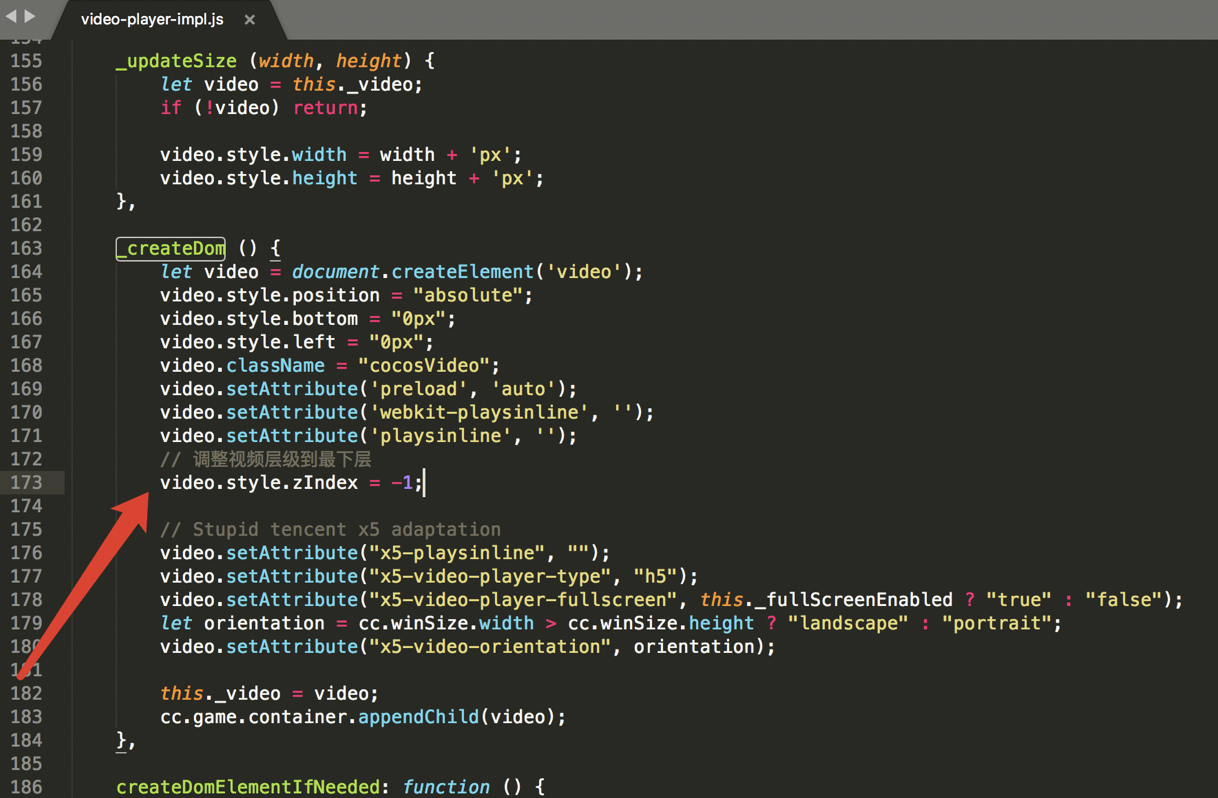 video-player-impl.js ×
154
155 _updateSize (width, height) {
156 let video = this._video;
157 if (!video) return;
158
159 video.style.width = width + 'px';
160 video.style.height = height + 'px';
161 },
162
163 _createDom () {
164 let video = document.createElement('video');
165 video.style.position = "absolute";
166 video.style.bottom = "0px";
167 video.style.left = "0px";
168 video.className = "cocosVideo";
169 video.setAttribute('preload', 'auto');
170 video.setAttribute('webkit-playsinline', '');
171 video.setAttribute('playsinline', '');
172 // 调整视频层级到最下层
173 video.style.zIndex = -1;
174
175 // Stupid tencent x5 adaptation
176 video.setAttribute("x5-playsinline", "");
177 video.setAttribute("x5-video-player-type", "h5");
178 video.setAttribute("x5-video-player-fullscreen", this._fullScreenEnabled ? "true" : "false");
179 let orientation = cc.winSize.width > cc.winSize.height ? "landscape" : "portrait";
180 video.setAttribute("x5-video-orientation", orientation);
181
182 this._video = video;
183 cc.game.container.appendChild(video);
184 },
185
186 createDomElementIfNeeded: function () {